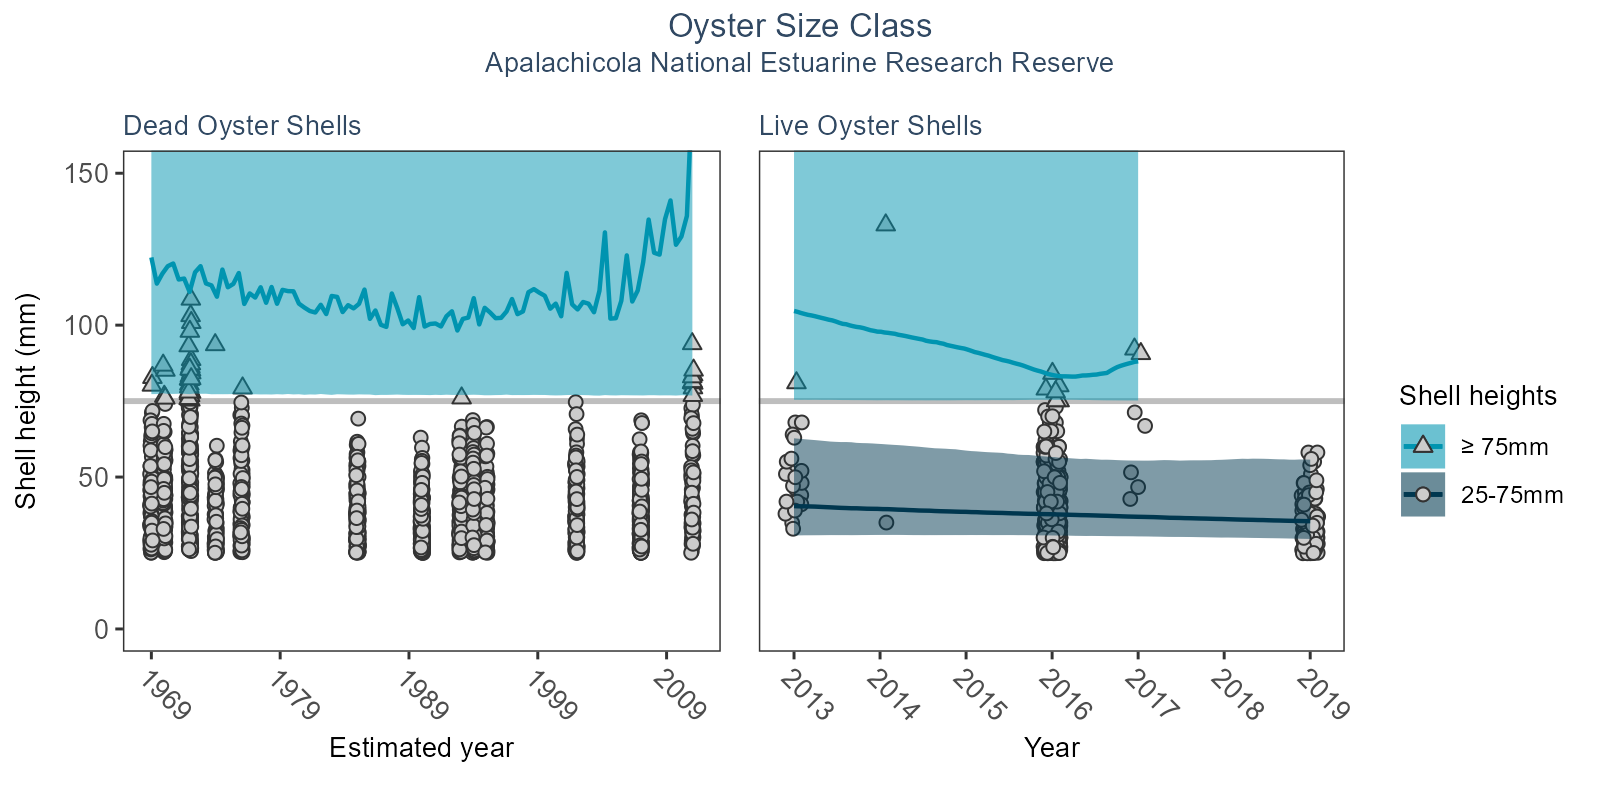 Oyster Size Class
Apalachicola National Estuarine Research Reserve
Dead Oyster Shells
Live Oyster Shells
Shell height (mm)
150
100
50
0
1969
1979
1989
1999
2009
Estimated year
2013
2014
2015
2016
2017
2018
2019
Year
Shell heights
≥ 75mm
25-75mm